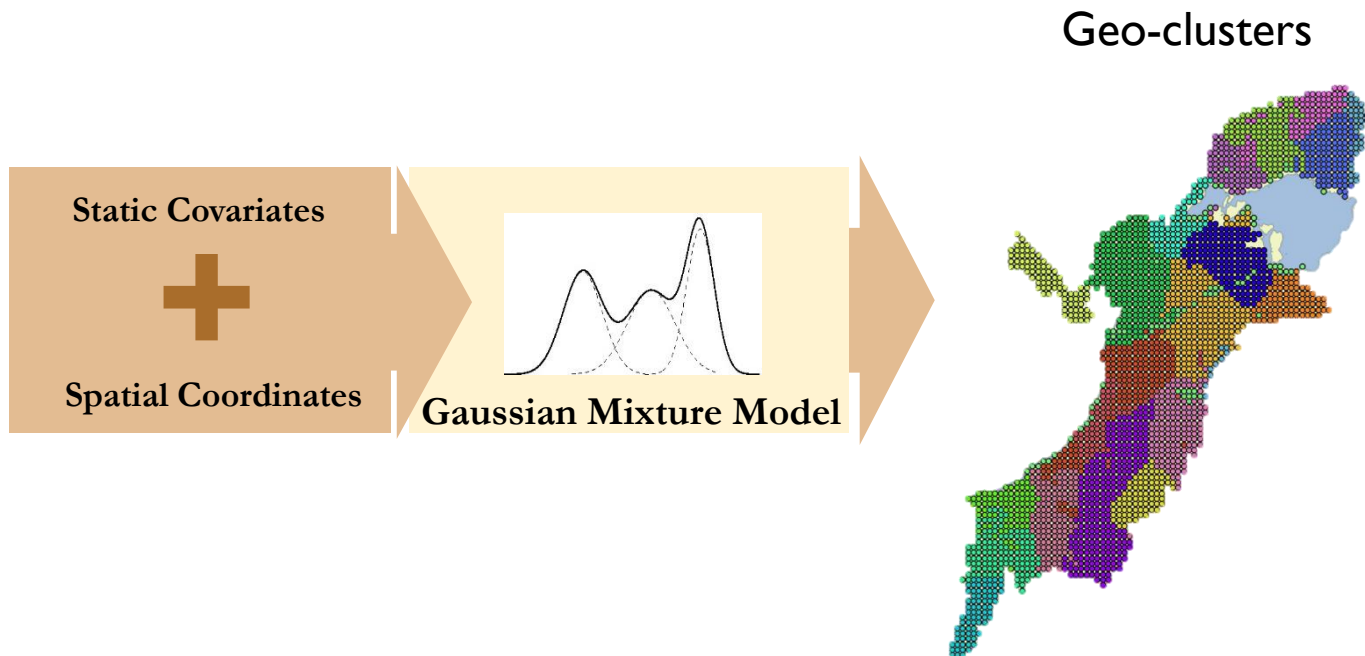 Geo-clusters
Static Covariates
Spatial Coordinates
Gaussian Mixture Model